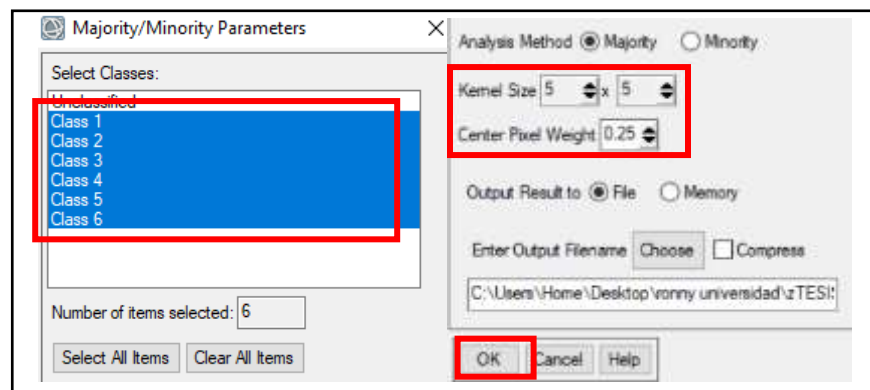 Majority/Minority Parameters
Select Classes:
Unclassified
Class 1
Class 2
Class 3
Class 4
Class 5
Class 6
Number of items selected: 6
Select All Items Clear All Items
Analysis Method Majority Minority
Kernel Size 5 x 5
Center Pixel Weight 0.25
Output Result to File Memory
Enter Output Filename Choose Compress
C:\Users\Home\Desktop\ronny universidad\zTESIS
OK Cancel Help